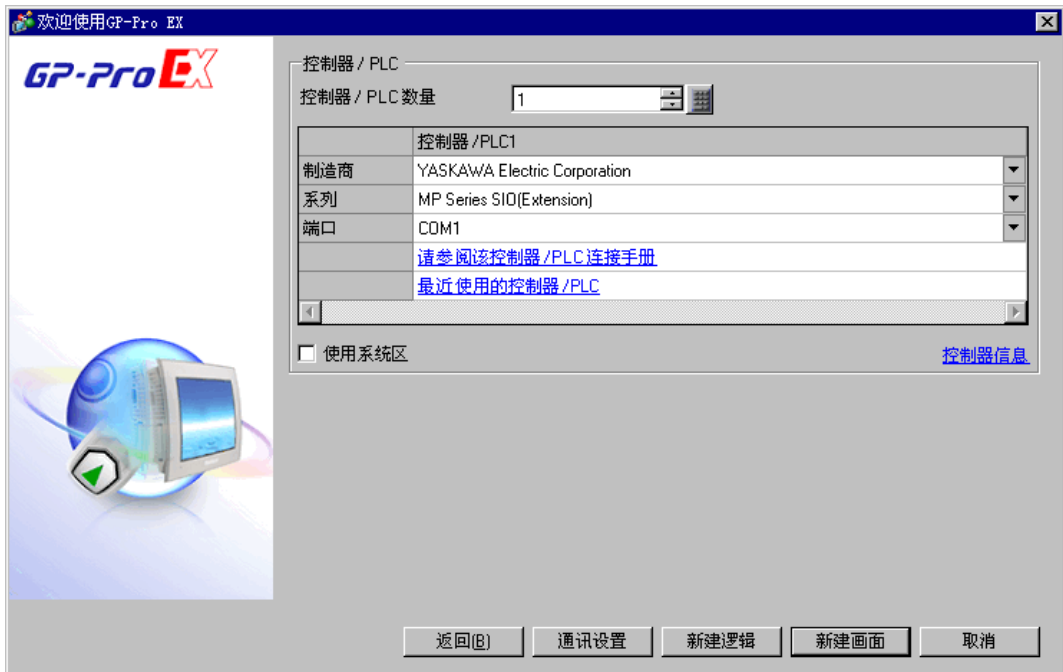 欢迎使用GP-Pro EX
GP-Pro EX
控制器 / PLC
控制器 / PLC 数量 1
控制器 /PLC1
制造商 YASKAWA Electric Corporation
系列 MP Series SIO(Extension)
端口 COM1
请参阅该控制器 /PLC 连接手册
最近使用的控制器 /PLC
使用系统区 控制器信息
返回(B) 通讯设置 新建逻辑 新建画面 取消